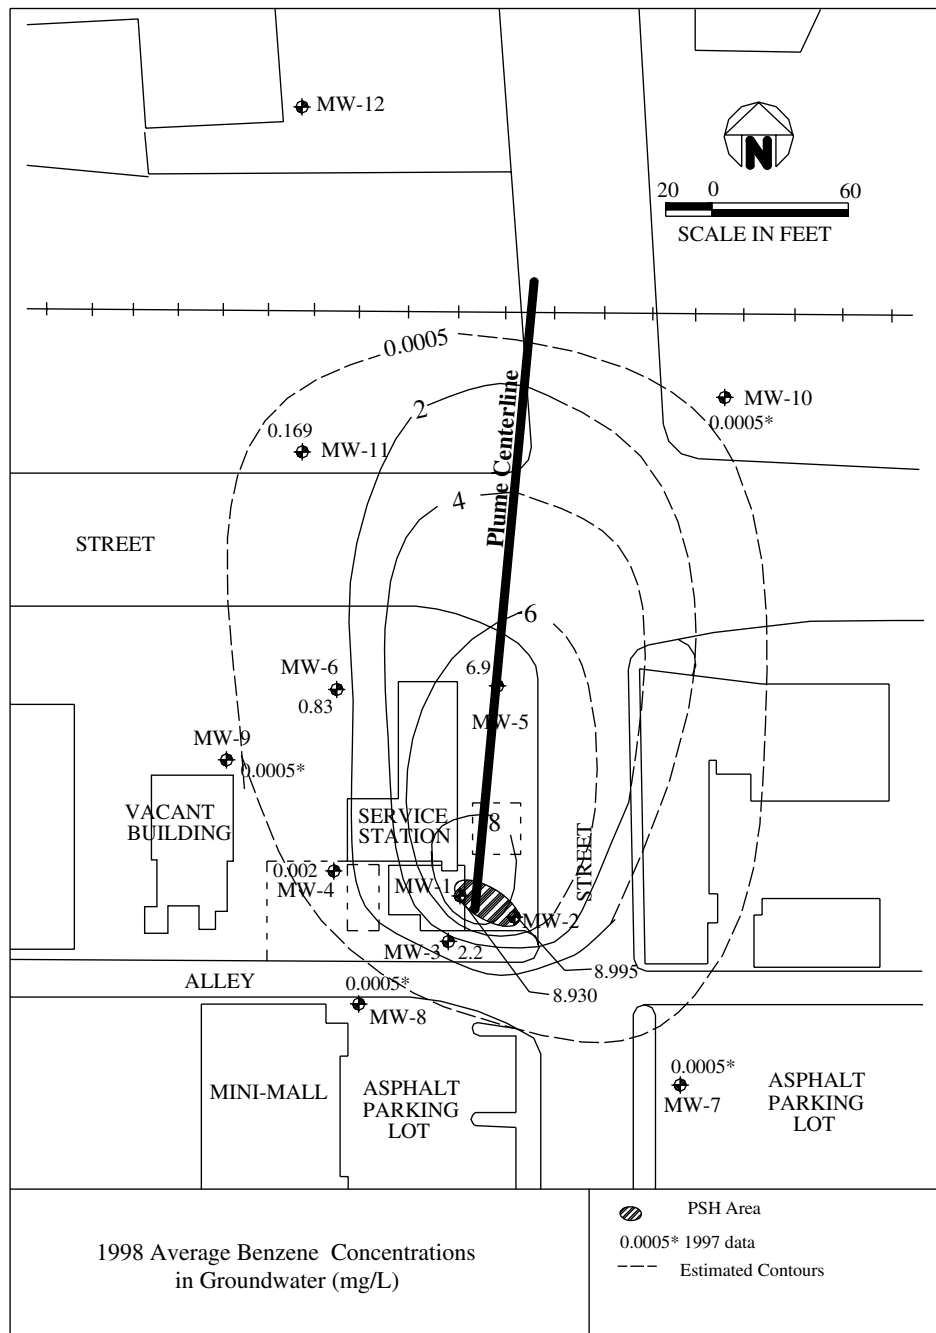 MW-12
N
20 0 60
SCALE IN FEET
0.0005
2
MW-10
0.0005*
0.169
MW-11
Plume Centerline
4
STREET
6
MW-6
0.83
6.9
MW-5
MW-9
0.0005*
VACANT
BUILDING
SERVICE
STATION
8
STREET
0.002
MW-4
MW-1
MW-2
MW-3 2.2
8.995
8.930
ALLEY
0.0005*
MW-8
MINI-MALL
ASPHALT
PARKING
LOT
0.0005*
MW-7
ASPHALT
PARKING
LOT
1998 Average Benzene Concentrations
in Groundwater (mg/L)
PSH Area
0.0005* 1997 data
Estimated Contours